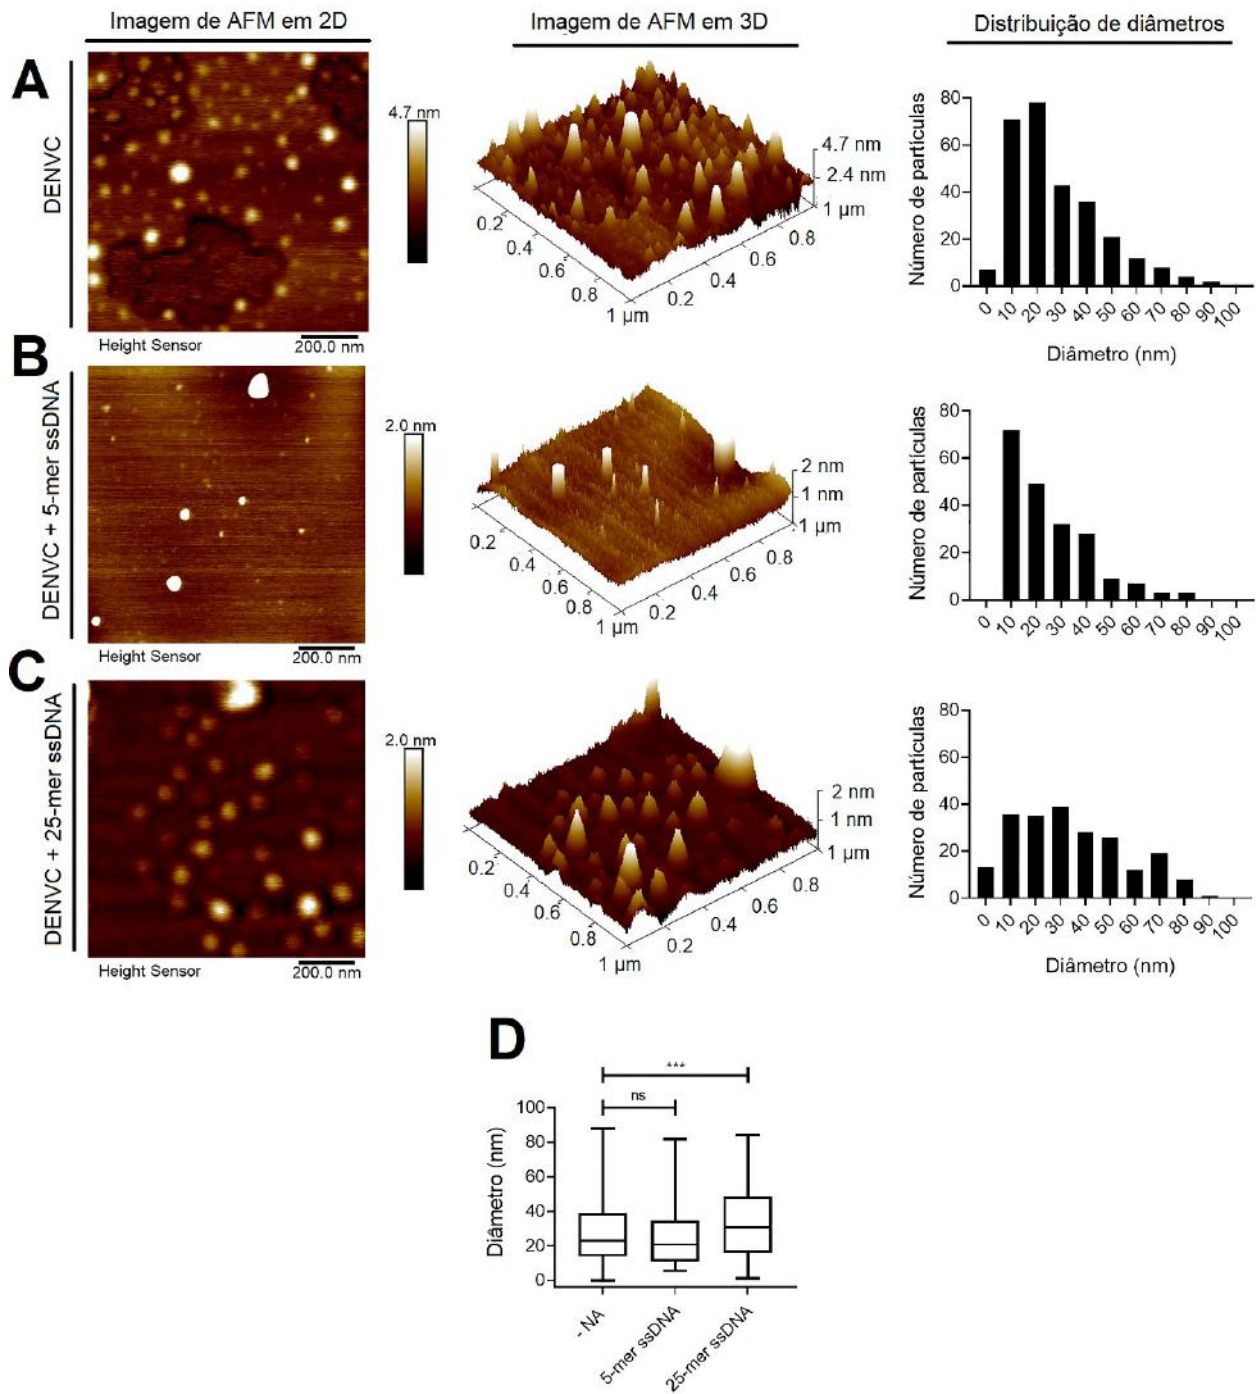 Imagem de AFM em 2D
Imagem de AFM em 3D
Distribuição de diâmetros
A
DENVC
4.7 nm
Height Sensor
200.0 nm
4.7 nm
2.4 nm
1 µm
0.2
0.4
0.6
0.8
1 µm
0.2
0.4
0.6
0.8
Número de partículas
80
60
40
20
0
0 10 20 30 40 50 60 70 80 90 100
Diâmetro (nm)
B
DENVC + 5-mer ssDNA
2.0 nm
Height Sensor
200.0 nm
2 nm
1 nm
1 µm
0.2
0.4
0.6
0.8
1 µm
0.2
0.4
0.6
0.8
Número de partículas
80
60
40
20
0
0 10 20 30 40 50 60 70 80 90 100
Diâmetro (nm)
C
DENVC + 25-mer ssDNA
2.0 nm
Height Sensor
200.0 nm
2 nm
1 nm
1 µm
0.2
0.4
0.6
0.8
1 µm
0.2
0.4
0.6
0.8
Número de partículas
80
60
40
20
0
0 10 20 30 40 50 60 70 80 90 100
Diâmetro (nm)
D
***
ns
Diâmetro (nm)
100
80
60
40
20
0
- NA
5-mer ssDNA
25-mer ssDNA